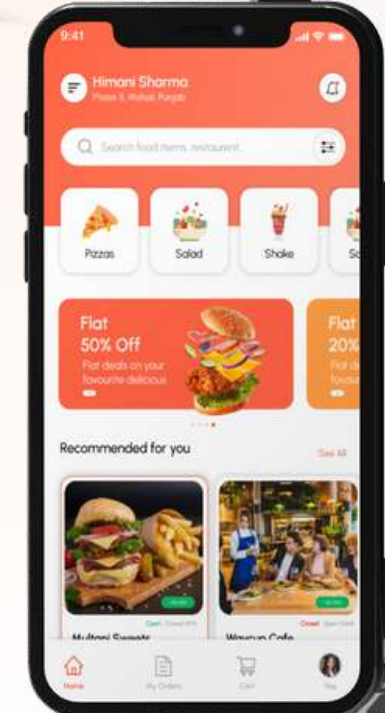 9:41
Himani Sharma
Phase 5, Mohali, Punjab
Search food items, restaurent..
Pizzas
Salad
Shake
Flat
50% Off
Flat deals on your
favourite delicious
Flat
20%
Recommended for you
See All
Open
Closed
Multani Sweets
Waycup Cafe
Home
My Orders
Cart
You